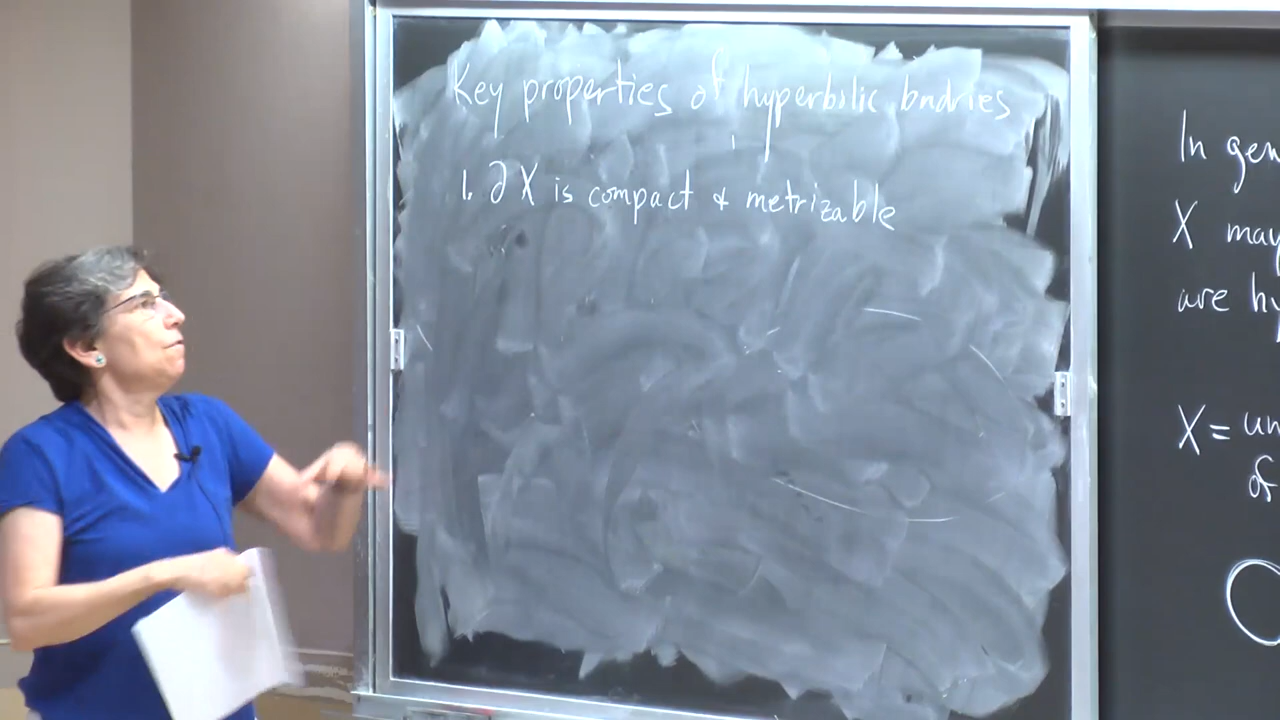 Key properties of hyperbolic bndries
1. ∂X is compact & metrizable
In gen
X may
are hy
X = un
of